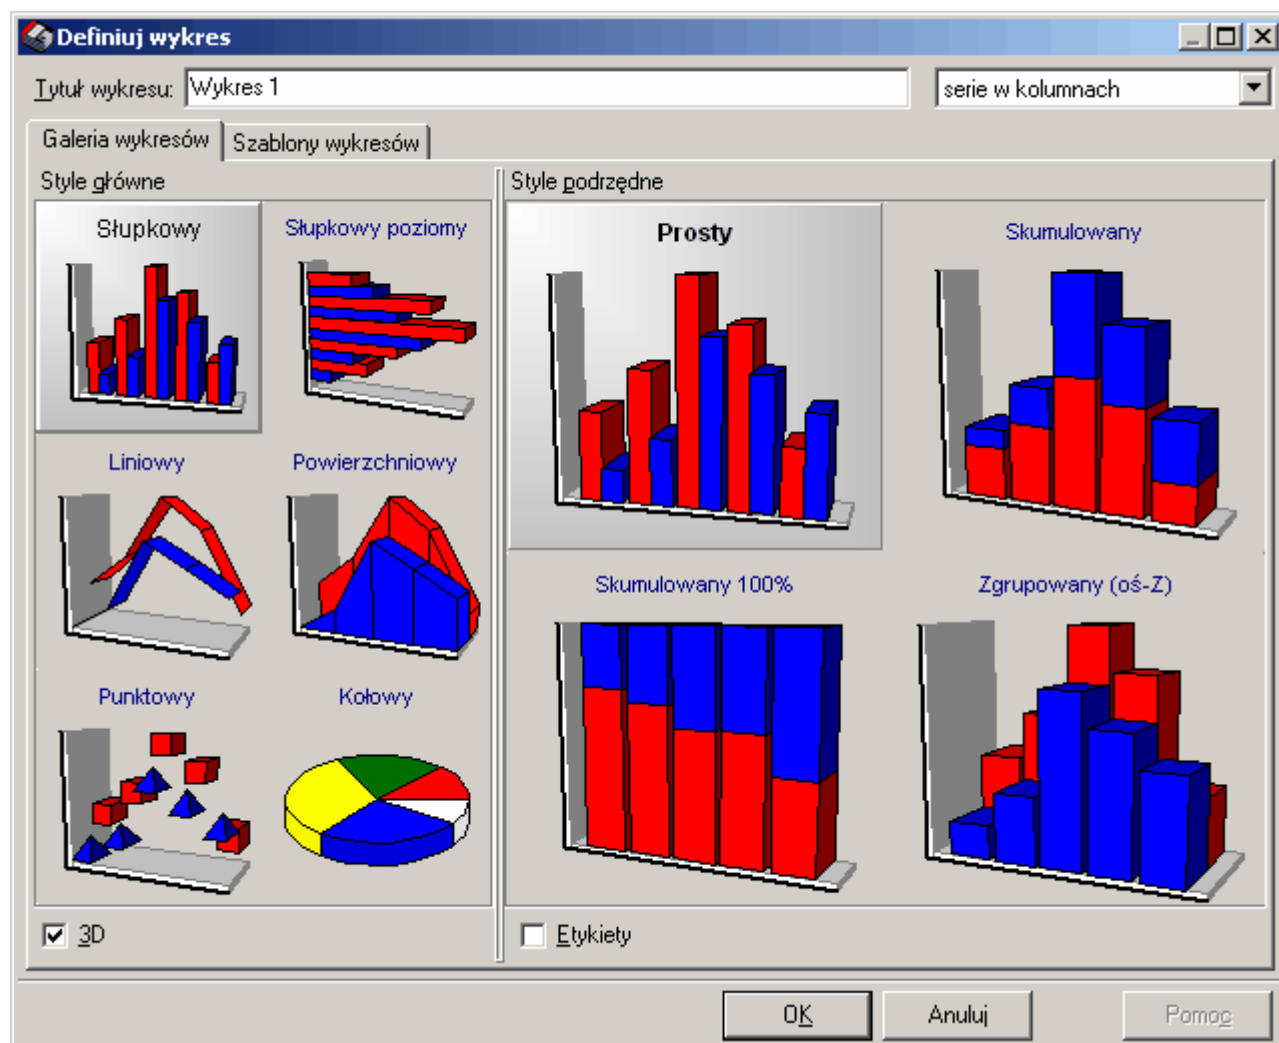 Definiuj wykres
Tytuł wykresu: Wykres 1 serie w kolumnach
Galeria wykresów Szablony wykresów
Style główne Style podrzędne
Słupkowy Słupkowy poziomy Prosty Skumulowany
Liniowy Powierzchniowy
Skumulowany 100% Zgrupowany (oś-Z)
Punktowy Kołowy
3D Etykiety
OK Anuluj Pomoc